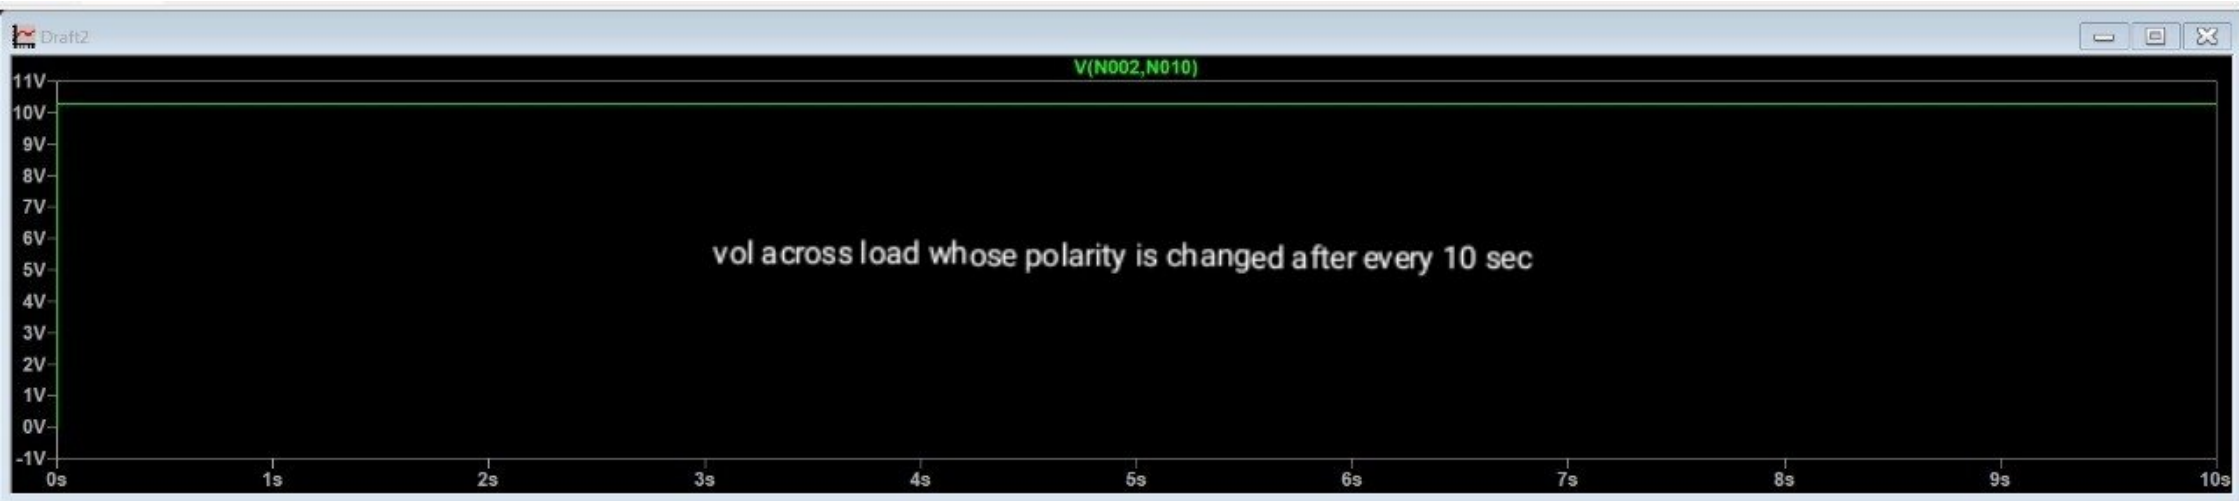 Draft2
V(N002,N010)
11V
10V
9V
8V
7V
6V
5V
4V
3V
2V
1V
0V
-1V
vol across load whose polarity is changed after every 10 sec
0s 1s 2s 3s 4s 5s 6s 7s 8s 9s 10s